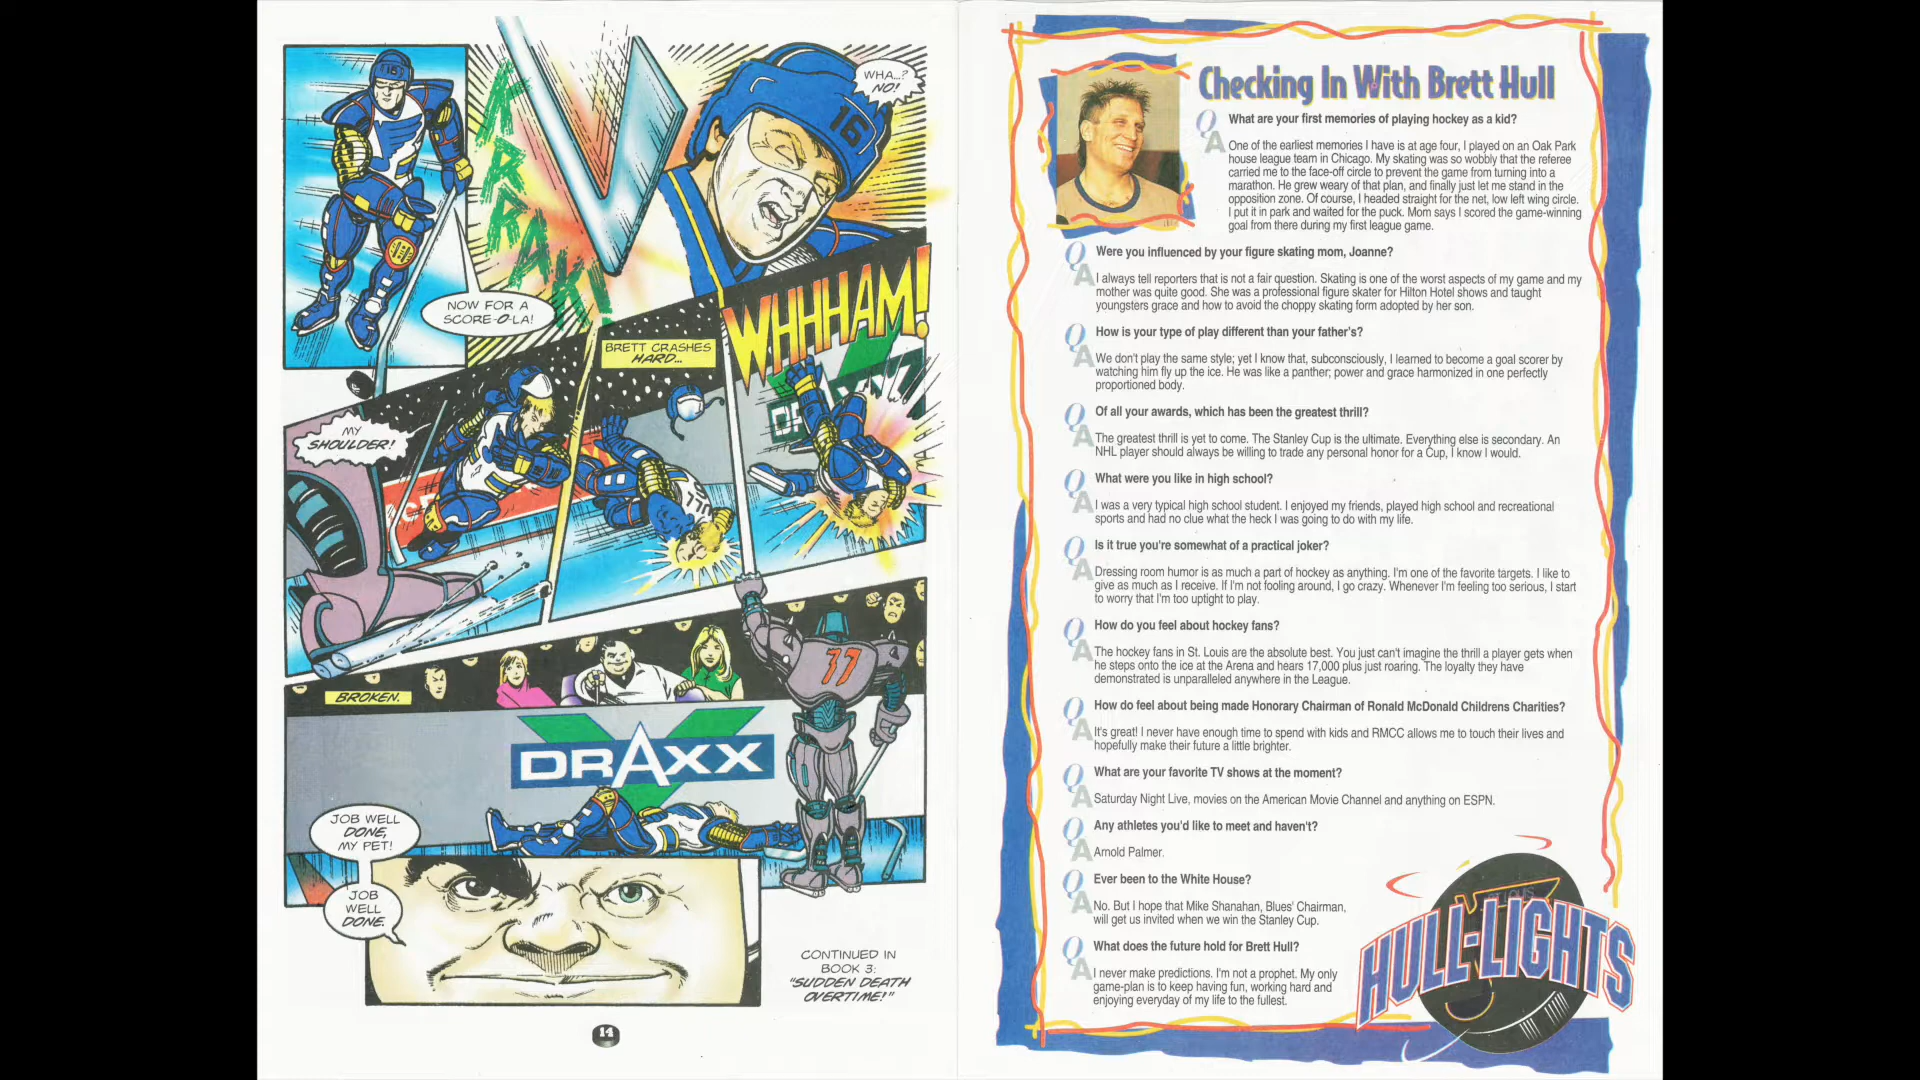 16
NOW FOR A
SCORE-O-LA!
KRRRAAK!
16
WHA...?
NO!
MY
SHOULDER!
BRETT CRASHES
HARD...
WHHHAM!
BROKEN.
37
DRAXX
JOB WELL
DONE,
MY PET!
JOB
WELL
DONE.
CONTINUED IN
BOOK 3:
"SUDDEN DEATH
OVERTIME!"
14
Checking In With Brett Hull
Q What are your first memories of playing hockey as a kid?
A One of the earliest memories I have is at age four, I played on an Oak Park
house league team in Chicago. My skating was so wobbly that the referee
carried me to the face-off circle to prevent the game from turning into a
marathon. He grew weary of that plan, and finally just let me stand in the
opposition zone. Of course, I headed straight for the net, low left wing circle.
I put it in park and waited for the puck. Mom says I scored the game-winning
goal from there during my first league game.
Q Were you influenced by your figure skating mom, Joanne?
A I always tell reporters that is not a fair question. Skating is one of the worst aspects of my game and my
mother was quite good. She was a professional figure skater for Hilton Hotel shows and taught
youngsters grace and how to avoid the choppy skating form adopted by her son.
Q How is your type of play different than your father's?
A We don't play the same style; yet I know that, subconsciously, I learned to become a goal scorer by
watching him fly up the ice. He was like a panther; power and grace harmonized in one perfectly
proportioned body.
Q Of all your awards, which has been the greatest thrill?
A The greatest thrill is yet to come. The Stanley Cup is the ultimate. Everything else is secondary. An
NHL player should always be willing to trade any personal honor for a Cup, I know I would.
Q What were you like in high school?
A I was a very typical high school student. I enjoyed my friends, played high school and recreational
sports and had no clue what the heck I was going to do with my life.
Q Is it true you're somewhat of a practical joker?
A Dressing room humor is as much a part of hockey as anything. I'm one of the favorite targets. I like to
give as much as I receive. If I'm not fooling around, I go crazy. Whenever I'm feeling too serious, I start
to worry that I'm too uptight to play.
Q How do you feel about hockey fans?
A The hockey fans in St. Louis are the absolute best. You just can't imagine the thrill a player gets when
he steps onto the ice at the Arena and hears 17,000 plus just roaring. The loyalty they have
demonstrated is unparalleled anywhere in the League.
Q How do feel about being made Honorary Chairman of Ronald McDonald Childrens Charities?
A It's great! I never have enough time to spend with kids and RMCC allows me to touch their lives and
hopefully make their future a little brighter.
Q What are your favorite TV shows at the moment?
A Saturday Night Live, movies on the American Movie Channel and anything on ESPN.
Q Any athletes you'd like to meet and haven't?
A Arnold Palmer.
Q Ever been to the White House?
A No. But I hope that Mike Shanahan, Blues' Chairman,
will get us invited when we win the Stanley Cup.
Q What does the future hold for Brett Hull?
A I never make predictions. I'm not a prophet. My only
game-plan is to keep having fun, working hard and
enjoying everyday of my life to the fullest.
ST. LOUIS
HULL-LIGHTS